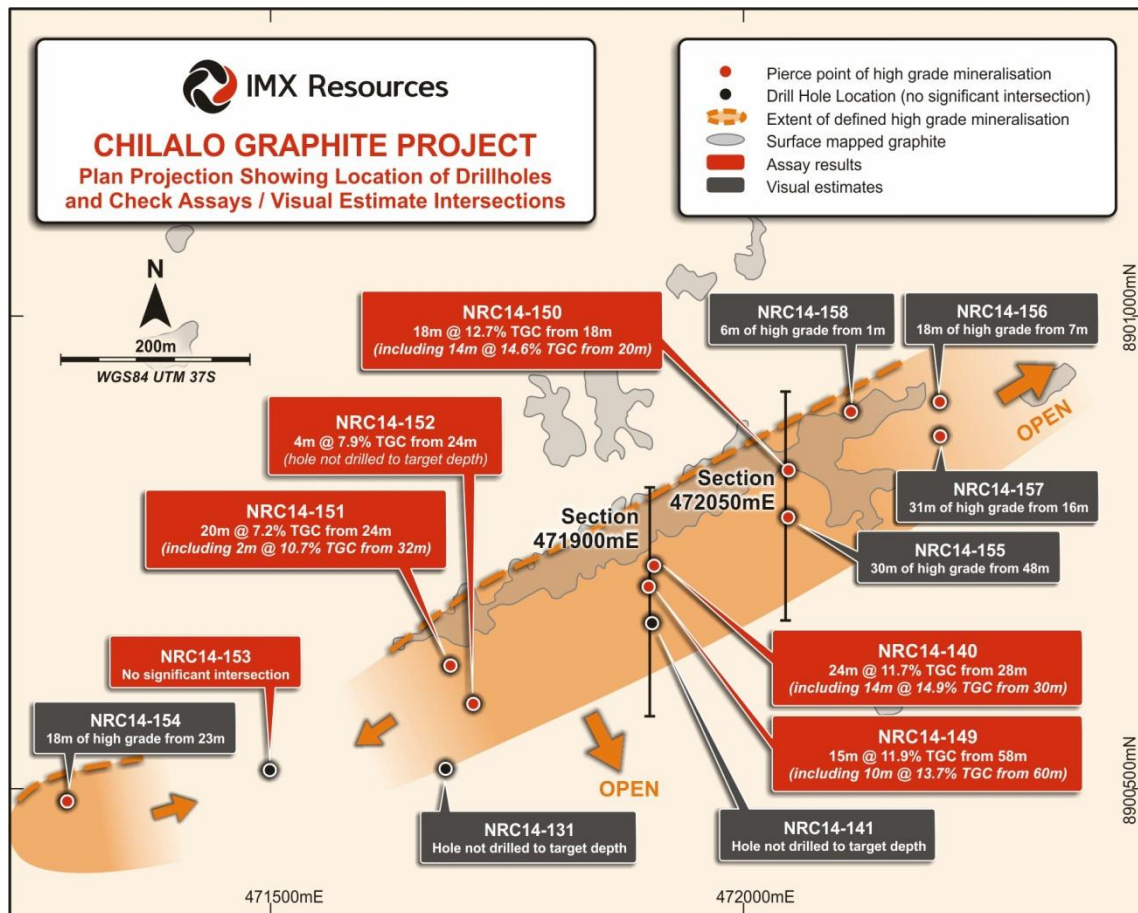 IMX Resources
CHILALO GRAPHITE PROJECT
Plan Projection Showing Location of Drillholes
and Check Assays / Visual Estimate Intersections
Pierce point of high grade mineralisation
Drill Hole Location (no significant intersection)
Extent of defined high grade mineralisation
Surface mapped graphite
Assay results
Visual estimates
N
200m
WGS84 UTM 37S
8901,000mN
NRC14-150
18m @ 12.7% TGC from 18m
(including 14m @ 14.6% TGC from 20m)
NRC14-158
6m of high grade from 1m
NRC14-156
18m of high grade from 7m
OPEN
NRC14-152
4m @ 7.9% TGC from 24m
(hole not drilled to target depth)
Section
472050mE
NRC14-157
31m of high grade from 16m
NRC14-151
20m @ 7.2% TGC from 24m
(including 2m @ 10.7% TGC from 32m)
Section
471900mE
NRC14-155
30m of high grade from 48m
NRC14-153
No significant intersection
NRC14-140
24m @ 11.7% TGC from 28m
(including 14m @ 14.9% TGC from 30m)
NRC14-154
18m of high grade from 23m
NRC14-149
15m @ 11.9% TGC from 58m
(including 10m @ 13.7% TGC from 60m)
OPEN
8900,500mN
NRC14-131
Hole not drilled to target depth
NRC14-141
Hole not drilled to target depth
471500mE
472000mE